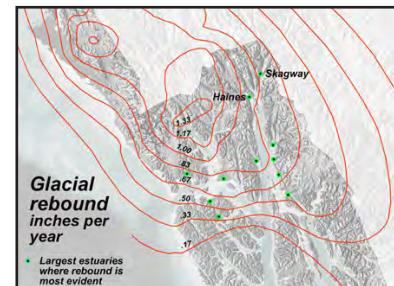 Skagway
Haines
1.33
1.17
1.00
.83
.67
.50
.33
.17
Glacial
rebound
inches per
year
Largest estuaries
where rebound is
most evident